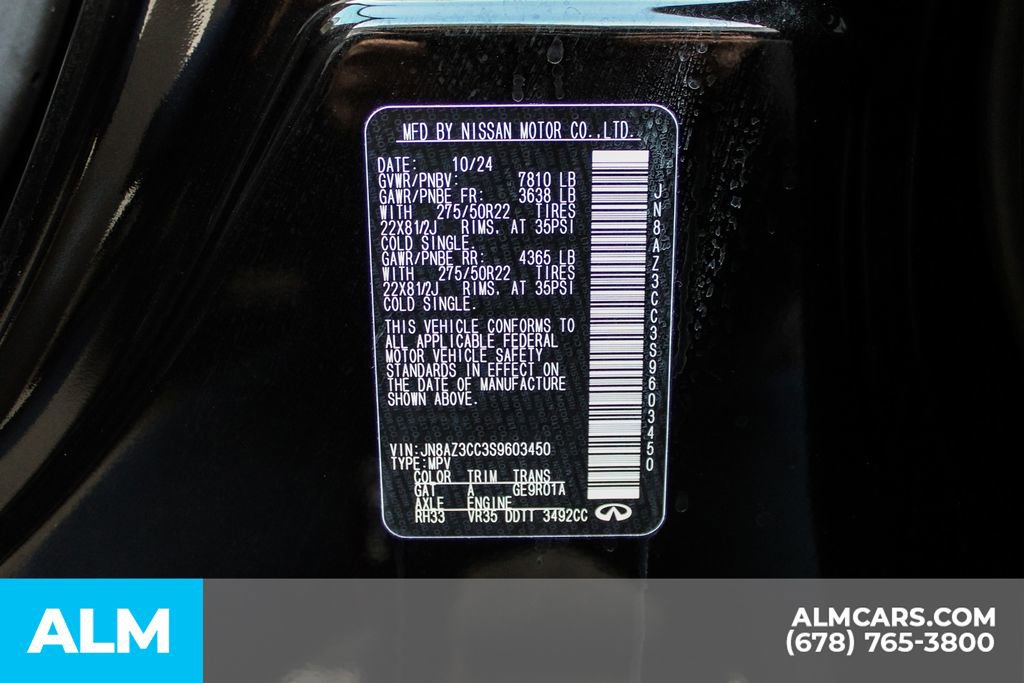 MFD BY NISSAN MOTOR CO.,LTD.
DATE: 10/24
GVWR/PNBV: 7810 LB
GAWR/PNBE FR: 3638 LB
WITH 275/50R22 TIRES
22X81/2J RIMS, AT 35PSI
COLD SINGLE.
GAWR/PNBE RR: 4365 LB
WITH 275/50R22 TIRES
22X81/2J RIMS, AT 35PSI
COLD SINGLE.
THIS VEHICLE CONFORMS TO
ALL APPLICABLE FEDERAL
MOTOR VEHICLE SAFETY
STANDARDS IN EFFECT ON
THE DATE OF MANUFACTURE
SHOWN ABOVE.
VIN:JN8AZ3CC3S9603450
TYPE:MPV
COLOR TRIM TRANS
GAT A GE9R01A
AXLE ENGINE
RH33 VR35 DDTT 3492CC
JN8AZ3CC3S9603450
ALM
ALMCARS.COM
(678) 765-3800